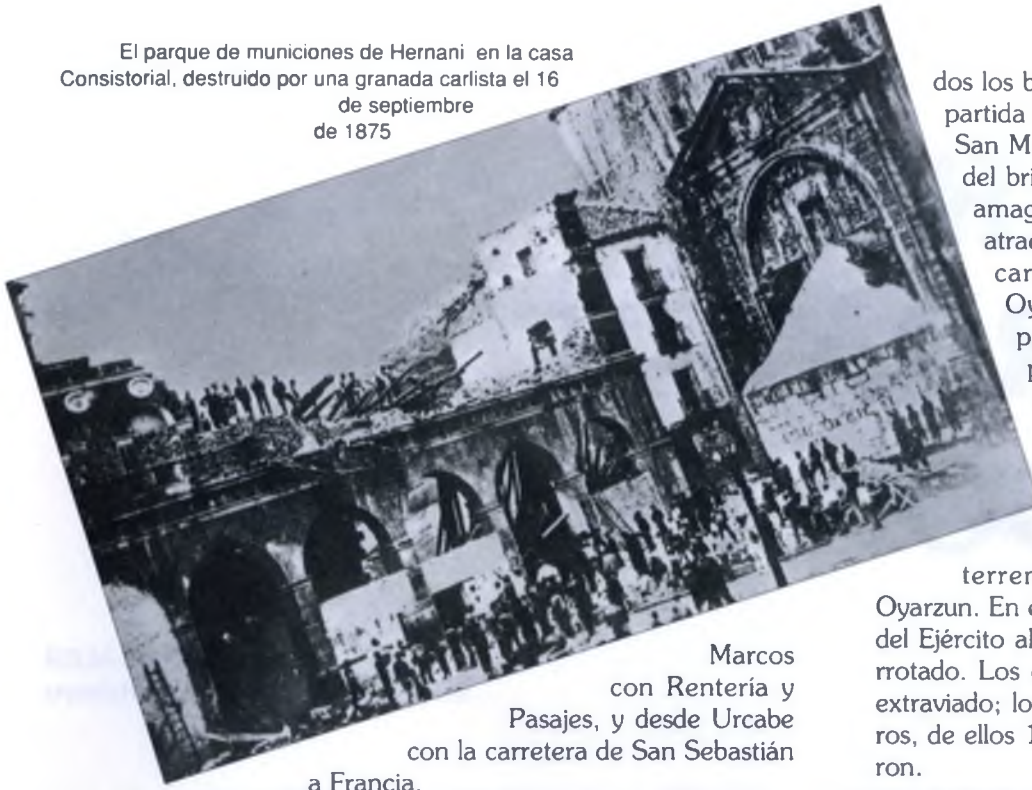 El parque de municiones de Hernani en la casa
Consistorial, destruido por una granada carlista el 16
de septiembre
de 1875
Marcos
con Rentería y
Pasajes, y desde Urcabe
con la carretera de San Sebastián
a Francia.
dos los b
partida
San M
del bri
amag
atrac
car
Oy
p
terren
Oyarzun. En e
del Ejército al
rrotado. Los
extraviado; lo
ros, de ellos 1
ron.